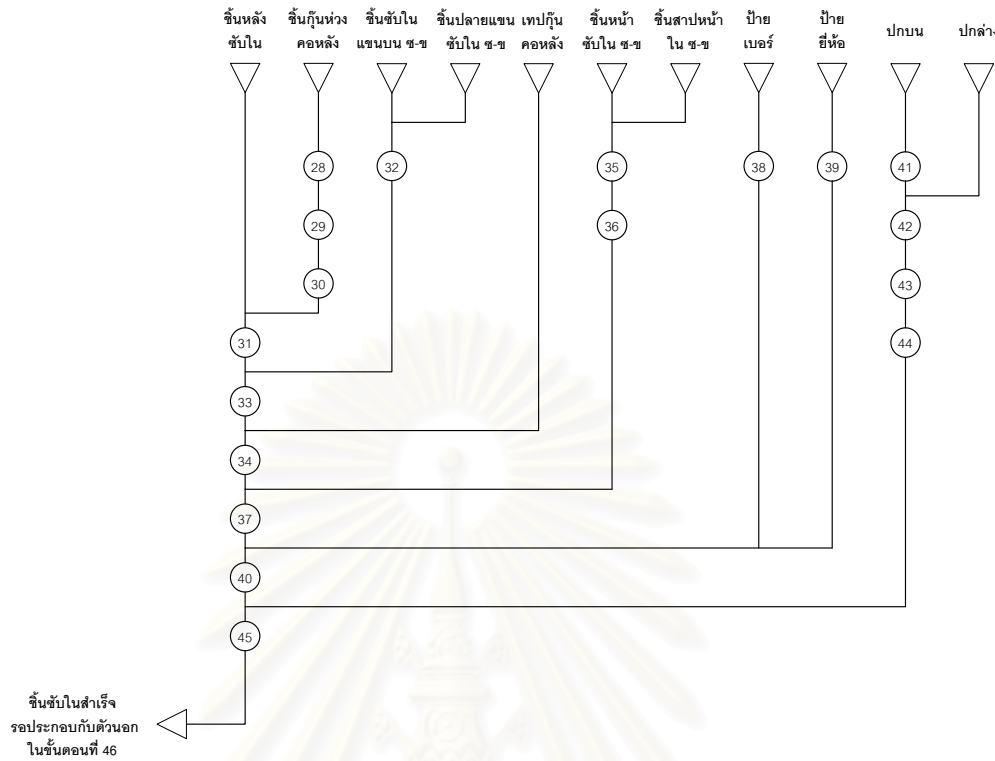 ชิ้นหลัง
ซับใน
ชิ้นกุ๊นห่วง
คอหลัง
ชิ้นซับใน
แขนบน ซ-ข
ชิ้นปลายแขน
ซับใน ซ-ข
เทปกุ๊น
คอหลัง
ชิ้นหน้า
ซับใน ซ-ข
ชิ้นสาปหน้า
ใน ซ-ข
ป้าย
เบอร์
ป้าย
ยี่ห้อ
ปกบน
ปกล่าง
28
32
35
38
39
41
29
36
42
30
43
31
44
33
34
37
40
45
ชิ้นซับในสำเร็จ
รอประกอบกับตัวนอก
ในขั้นตอนที่ 46